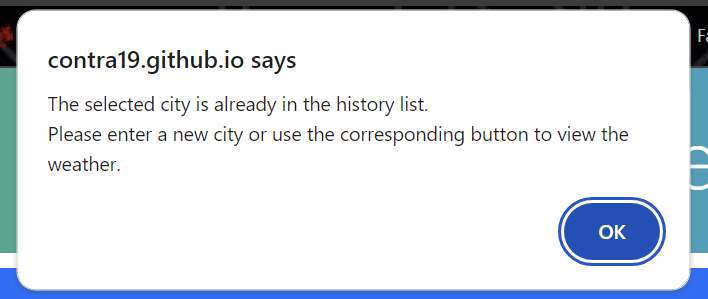 Fa
contra19.github.io says
The selected city is already in the history list.
Please enter a new city or use the corresponding button to view the
weather.
e
OK